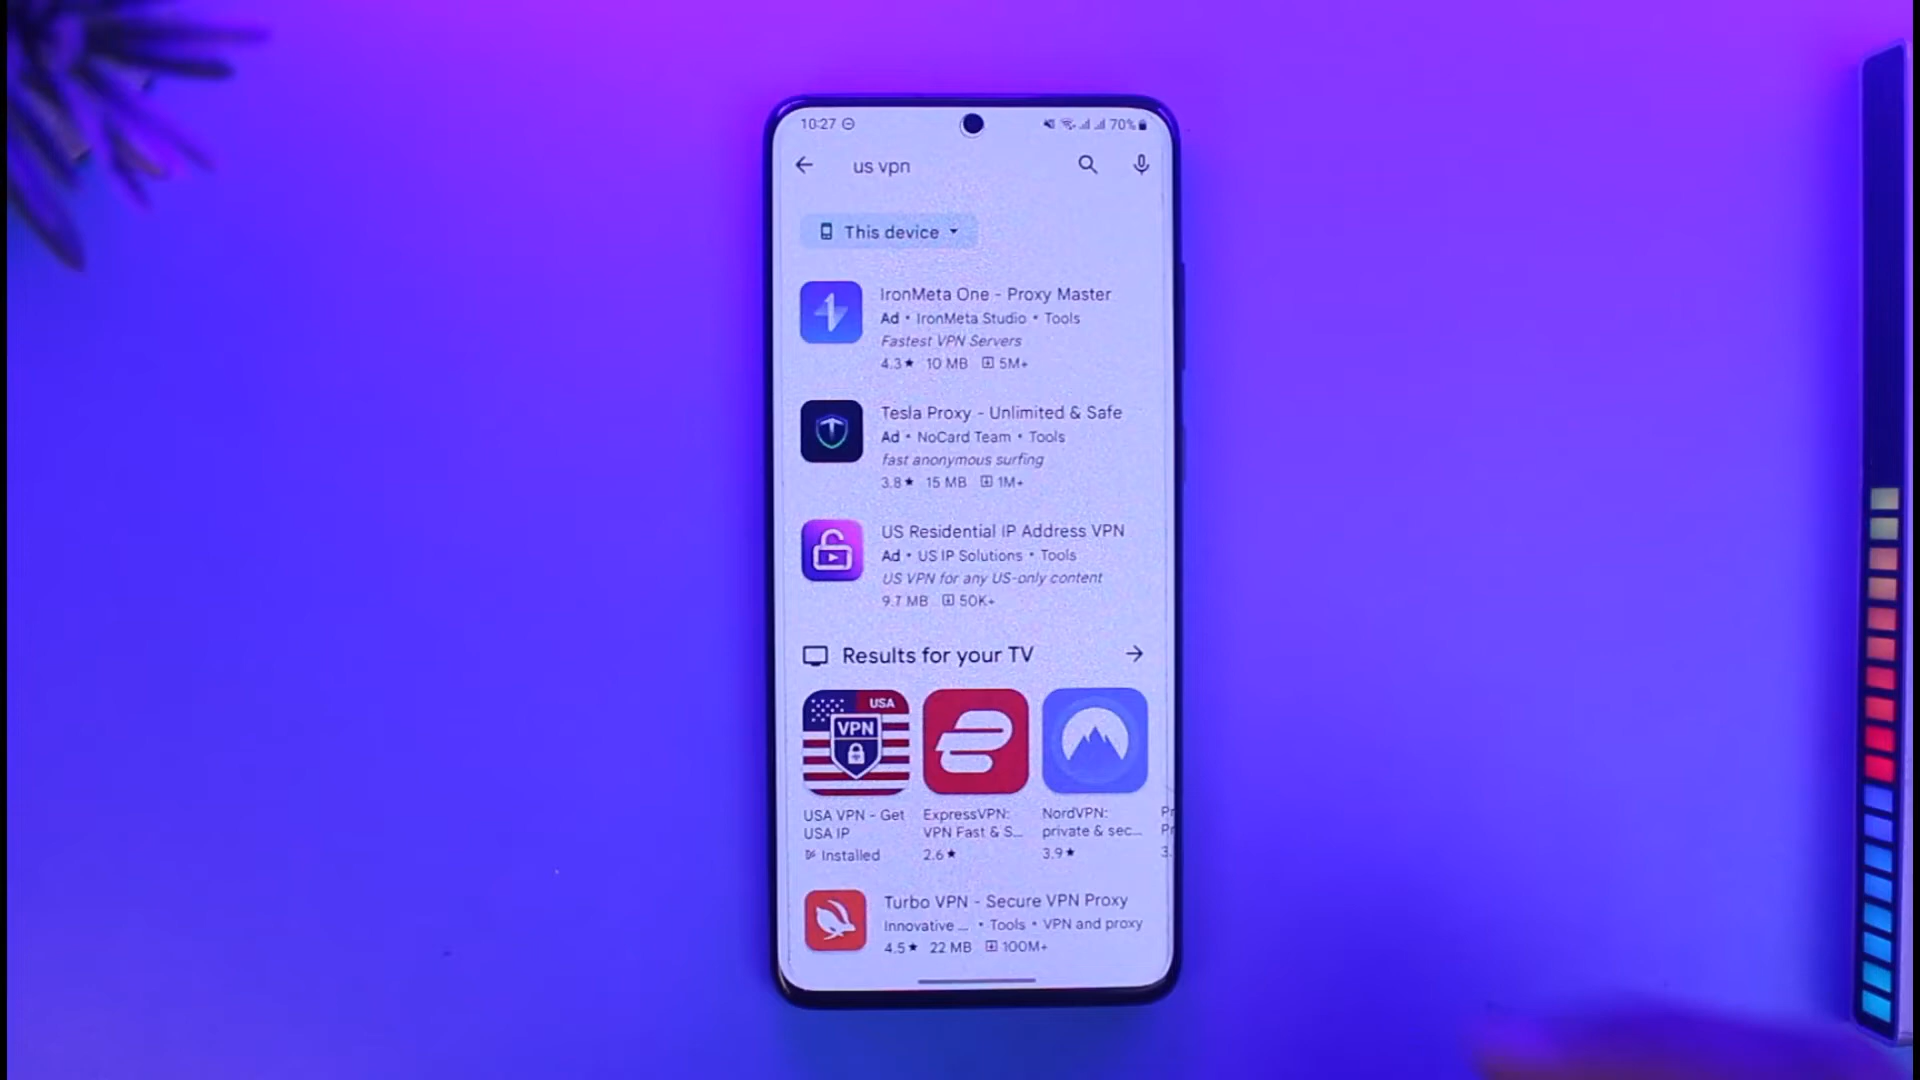 10:27
70%
us vpn
This device
IronMeta One - Proxy Master
Ad • IronMeta Studio • Tools
Fastest VPN Servers
4.3★ 10 MB 5M+
Tesla Proxy - Unlimited & Safe
Ad • NoCard Team • Tools
fast anonymous surfing
3.8★ 15 MB 1M+
US Residential IP Address VPN
Ad • US IP Solutions • Tools
US VPN for any US-only content
9.7 MB 50K+
Results for your TV
USA
VPN
USA VPN - Get
USA IP
Installed
ExpressVPN:
VPN Fast & S...
2.6★
NordVPN:
private & sec...
3.9★
Pr
Pr
3.
Turbo VPN - Secure VPN Proxy
Innovative ... • Tools • VPN and proxy
4.5★ 22 MB 100M+